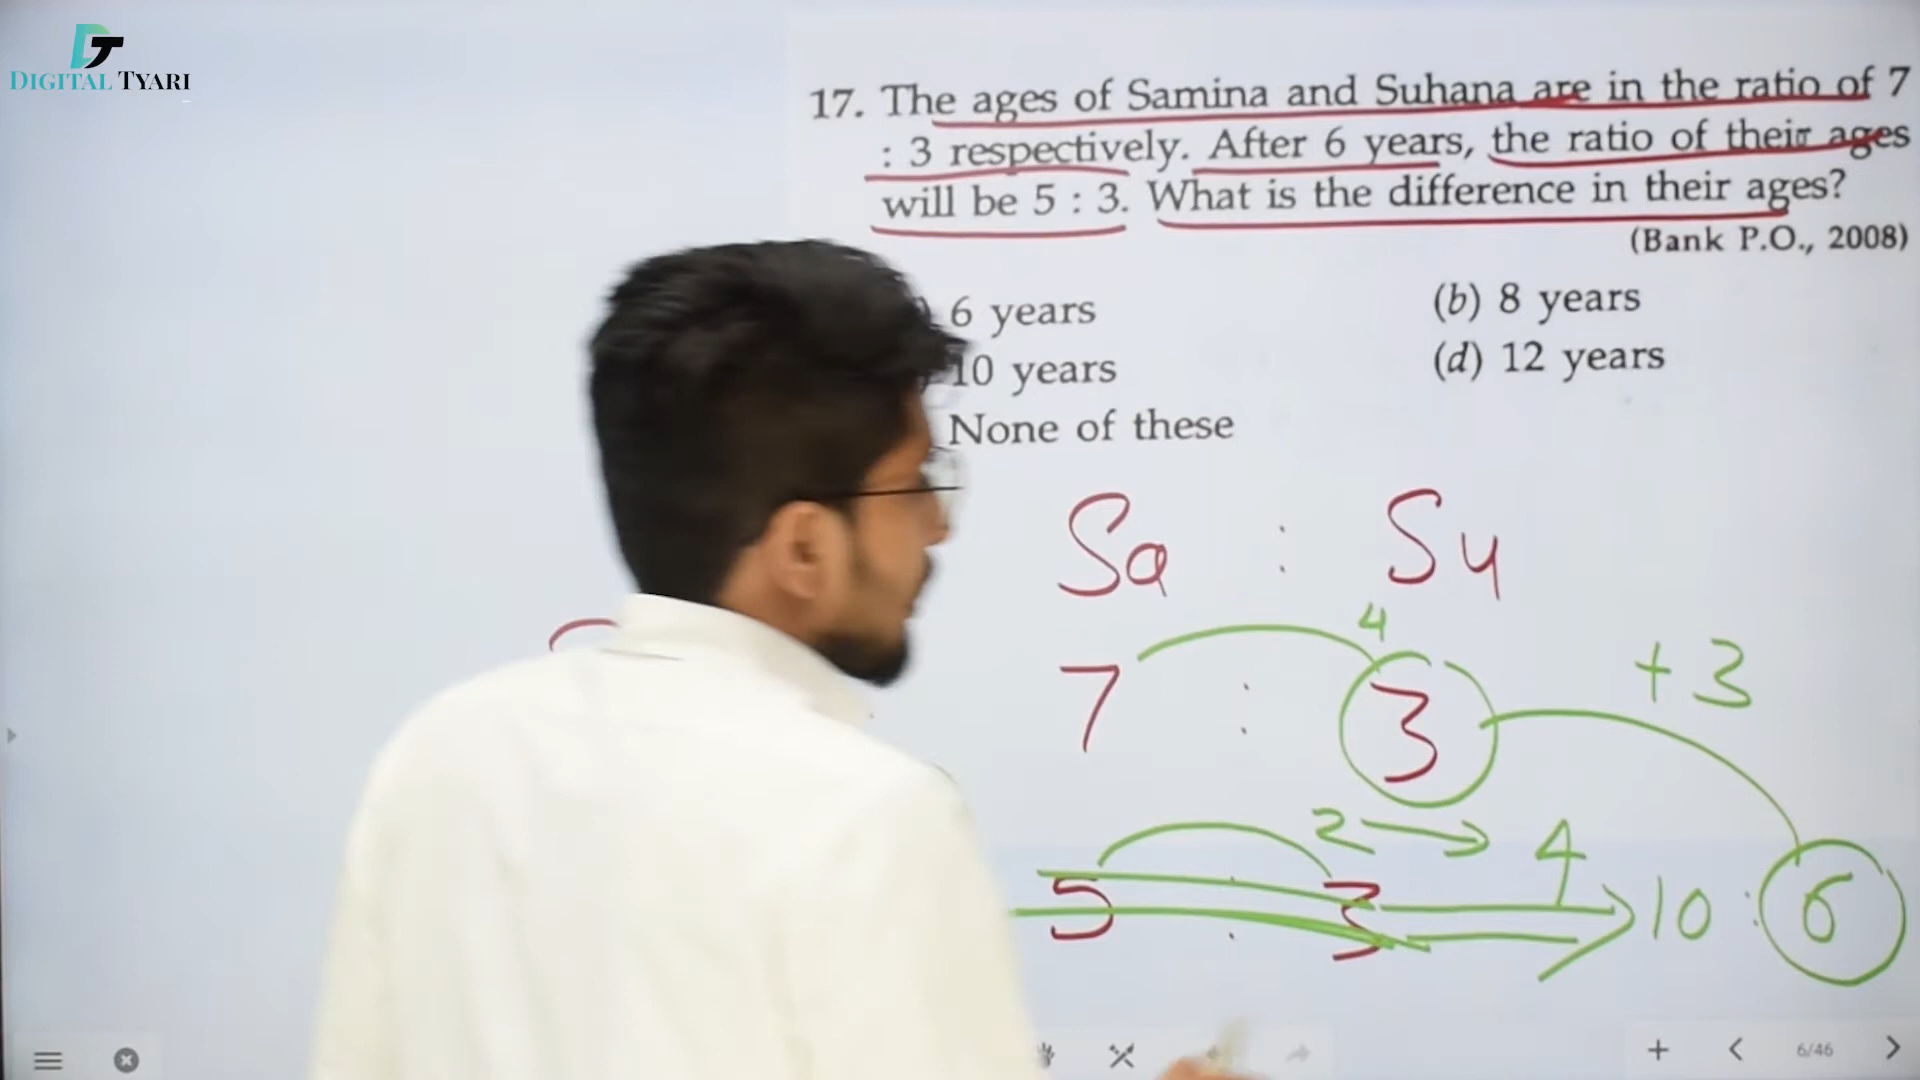 DIGITAL TYARI
17. The ages of Samina and Suhana are in the ratio of 7
: 3 respectively. After 6 years, the ratio of their ages
will be 5 : 3. What is the difference in their ages?
(Bank P.O., 2008)
6 years
(b) 8 years
10 years
(d) 12 years
None of these
Sa : Su
4
7 : 3
+3
2 → 4
5 : 3
10 : 6
6/46